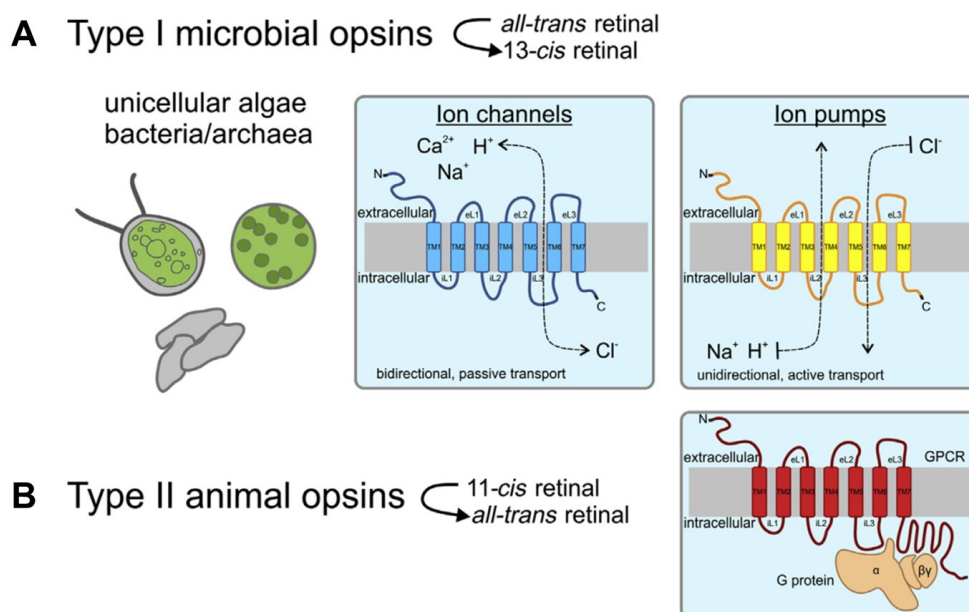 A Type I microbial opsins
all-trans retinal
13-cis retinal
unicellular algae
bacteria/archaea
Ion channels
Ca²⁺ H⁺
Na⁺
N
extracellular
eL1 eL2 eL3
TM1 TM2 TM3 TM4 TM5 TM6 TM7
intracellular
iL1 iL2 iL3
C
Cl⁻
bidirectional, passive transport
Ion pumps
Cl⁻
N
extracellular
eL1 eL2 eL3
TM1 TM2 TM3 TM4 TM5 TM6 TM7
intracellular
iL1 iL2 iL3
C
Na⁺ H⁺
unidirectional, active transport
B Type II animal opsins
11-cis retinal
all-trans retinal
N
extracellular
eL1 eL2 eL3
GPCR
TM1 TM2 TM3 TM4 TM5 TM6 TM7
intracellular
iL1 iL2 iL3
G protein
α
βγ